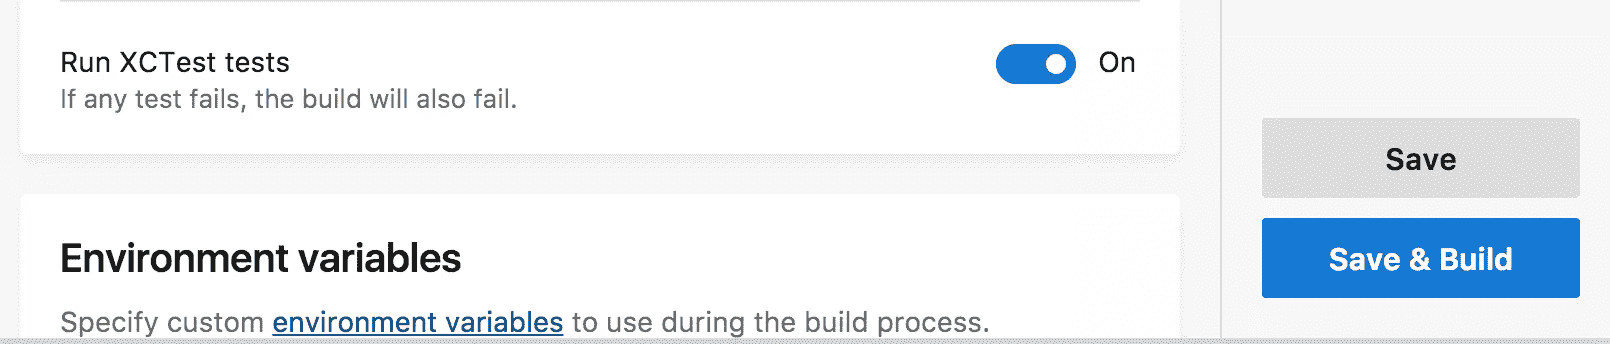 Run XCTest tests
On
If any test fails, the build will also fail.
Save
Save & Build
Environment variables
Specify custom environment variables to use during the build process.